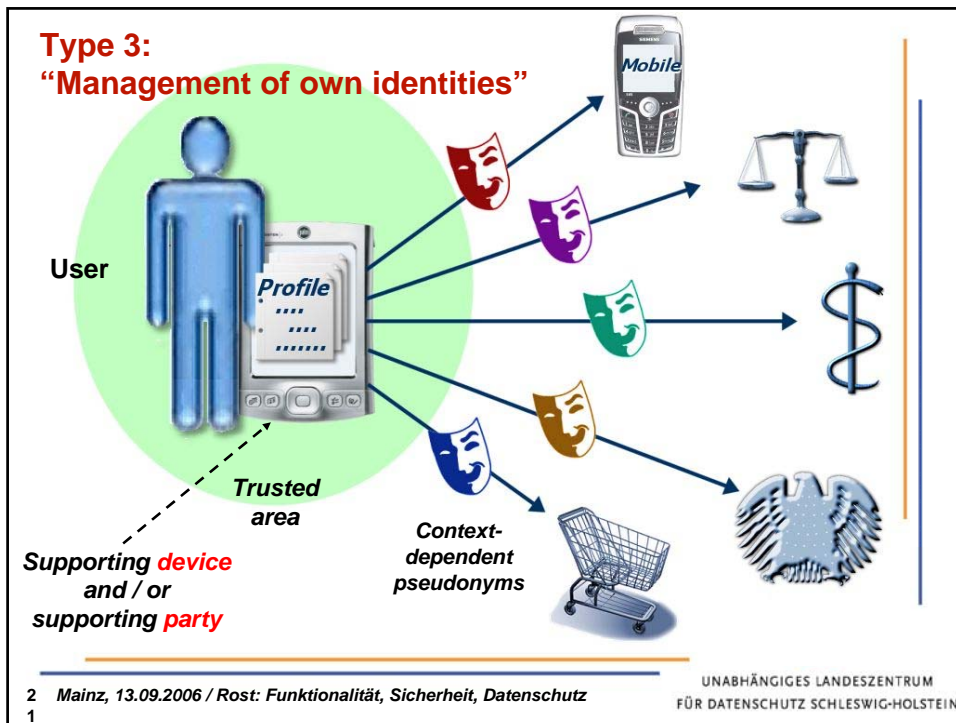 Type 3:
“Management of own identities”
SIEMENS
Mobile
User
Profile
Trusted
area
Context-
dependent
pseudonyms
Supporting device
and / or
supporting party
2 Mainz, 13.09.2006 / Rost: Funktionalität, Sicherheit, Datenschutz
1
UNABHÄNGIGES LANDESZENTRUM
FÜR DATENSCHUTZ SCHLESWIG-HOLSTEIN